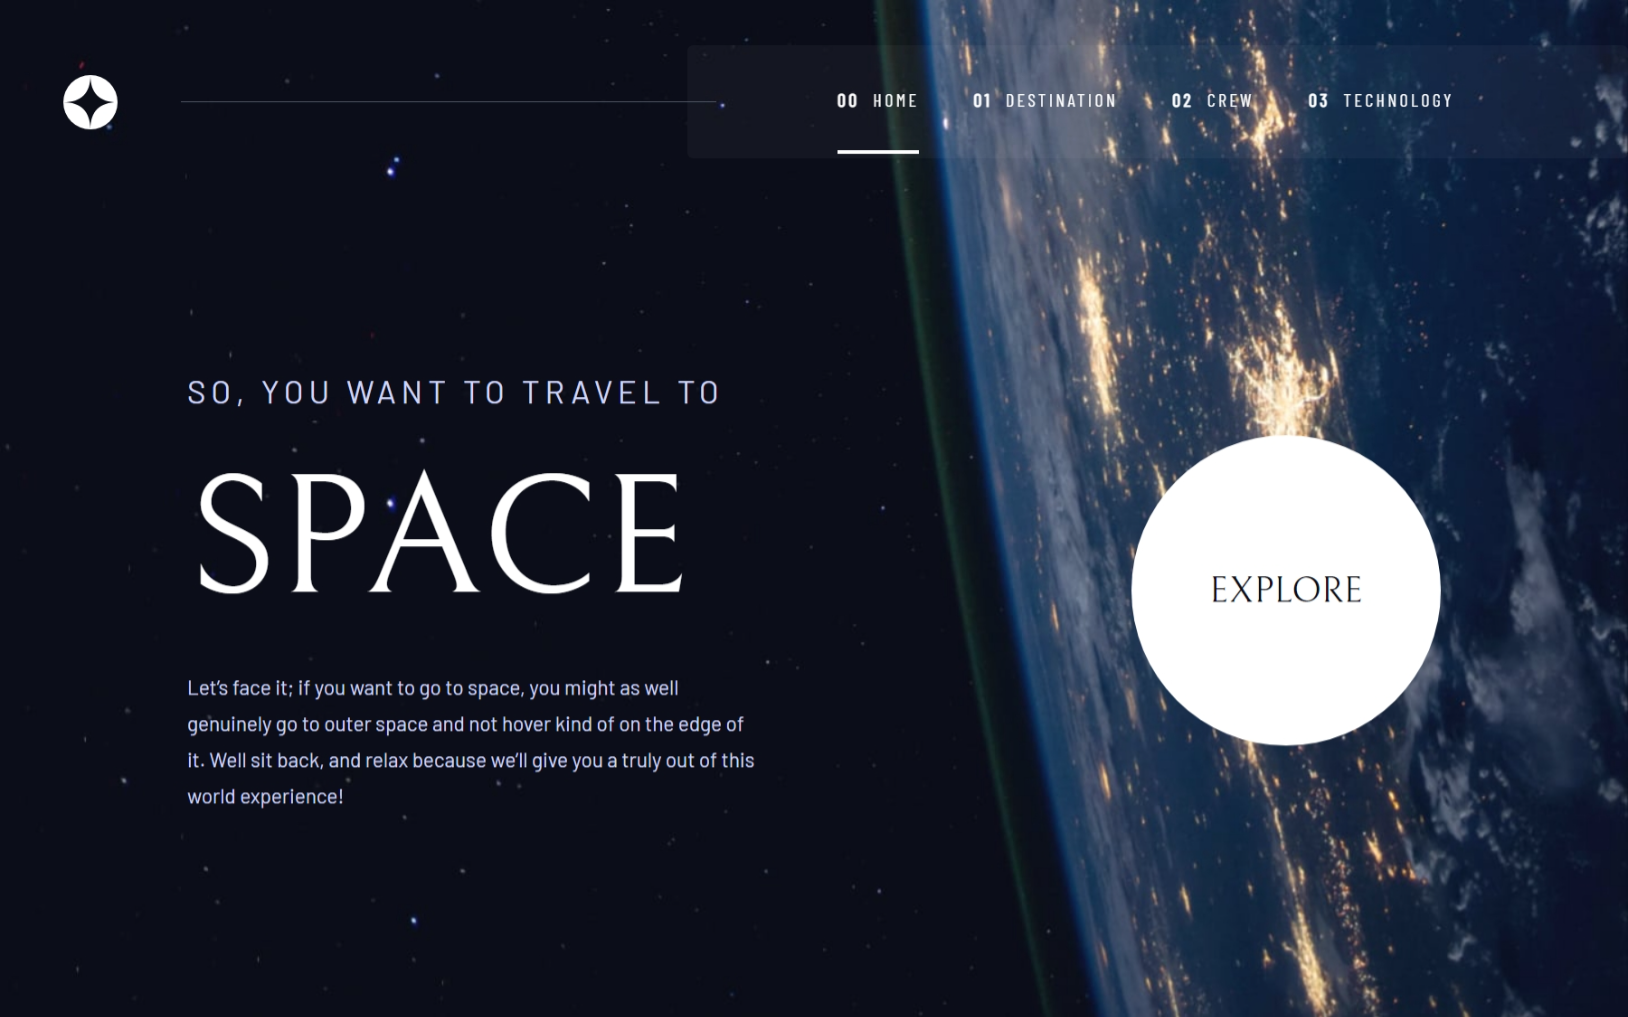 00 HOME 01 DESTINATION 02 CREW 03 TECHNOLOGY
SO, YOU WANT TO TRAVEL TO
SPACE
Let’s face it; if you want to go to space, you might as well
genuinely go to outer space and not hover kind of on the edge of
it. Well sit back, and relax because we’ll give you a truly out of this
world experience!
EXPLORE